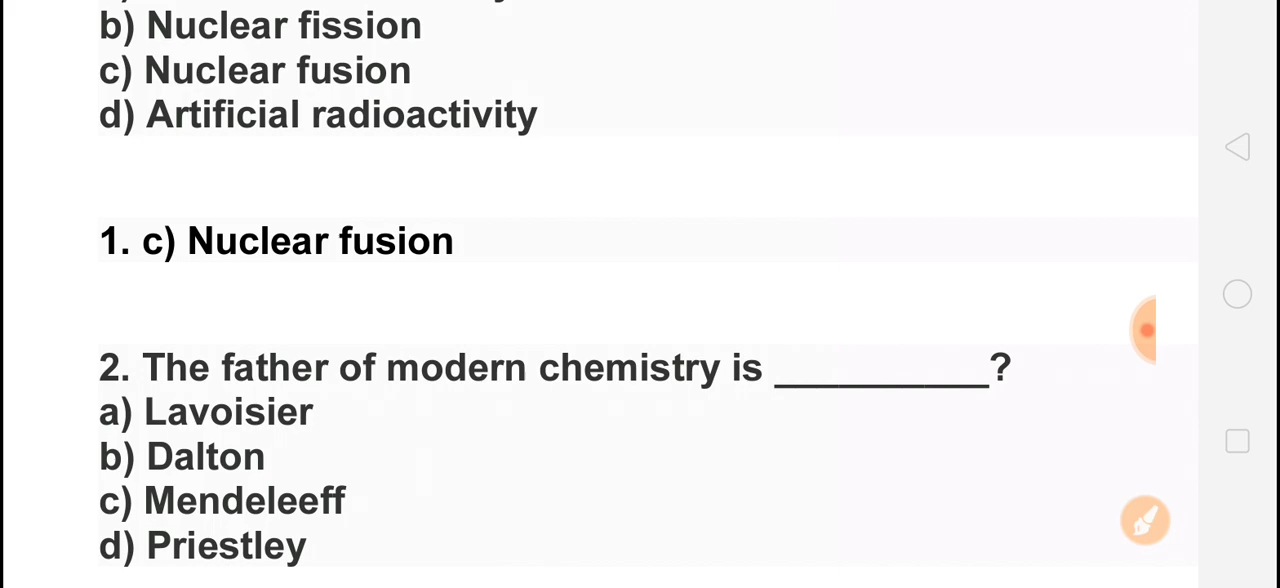 b) Nuclear fission
c) Nuclear fusion
d) Artificial radioactivity
1. c) Nuclear fusion
2. The father of modern chemistry is __________?
a) Lavoisier
b) Dalton
c) Mendeleeff
d) Priestley